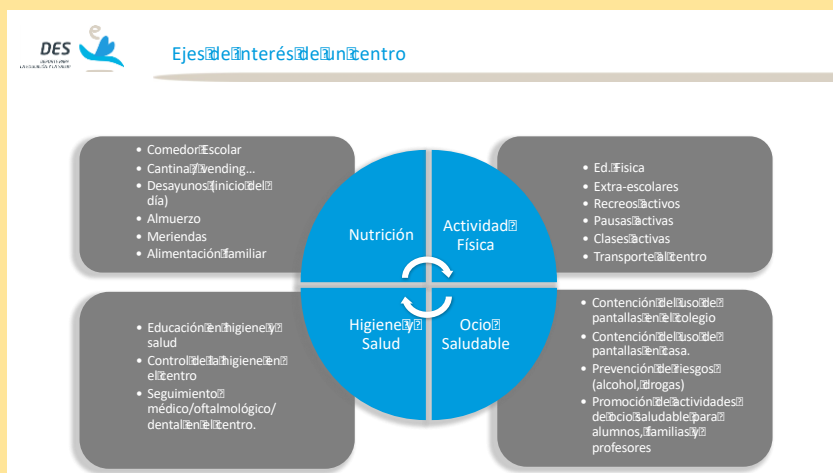 DES
Ejes de interés de un centro
• Comedor Escolar
• Cantina / vending...
• Desayunos (inicio del
día)
• Almuerzo
• Meriendas
• Alimentación familiar
Nutrición
Actividad
Física
• Ed. Fisica
• Extra-escolares
• Recreos activos
• Pausas activas
• Clases activas
• Transporte al centro
• Educación en higiene y
salud
• Control de la higiene en
el centro
• Seguimiento
médico/oftalmológico/
dental en el centro.
Higiene y
Salud
Ocio
Saludable
• Contención del uso de
pantallas en el colegio
• Contención del uso de
pantallas en casa.
• Prevención de riesgos
(alcohol, drogas)
• Promoción de actividades
de ocio saludable para
alumnos, familias y
profesores